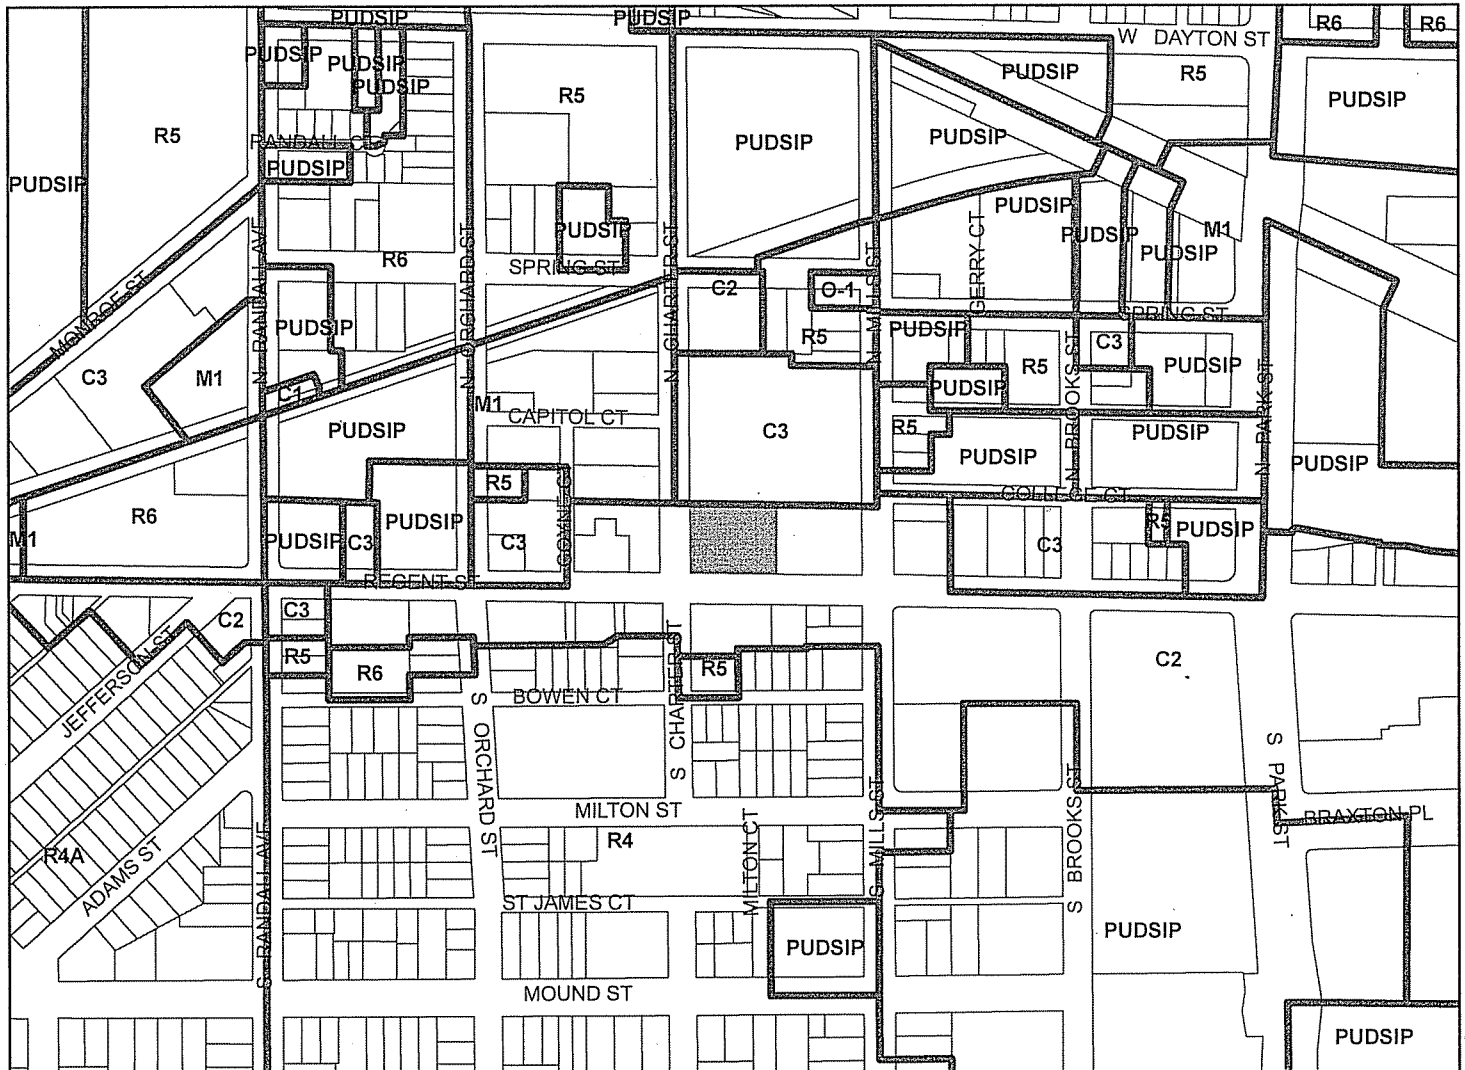 PUDSIP
PUDSIP
R6
R6
W DAYTON ST
PUDSIP
PUDSIP
PUDSIP
PUDSIP
R5
R5
PUDSIP
R5
PUDSIP
PUDSIP
RANDALL CT
PUDSIP
PUDSIP
PUDSIP
PUDSIP
PUDSIP
M1
PUDSIP
R6
SPRING ST
N RANDALL AVE
N ORCHARD ST
N CHARTER ST
N MILLS ST
GERRY CT
C2
O-1
MONROE ST
PUDSIP
R5
PUDSIP
SPRING ST
C3
PUDSIP
R5
C3
M1
C1
PUDSIP
N BROOKS ST
N PARK ST
M1
CAPITOL CT
PUDSIP
C3
R5
PUDSIP
PUDSIP
PUDSIP
R5
COLLEGE CT
R6
PUDSIP
R5
PUDSIP
M1
PUDSIP
C3
C3
COYNE CT
C3
REGENT ST
C2
C3
R5
R6
R5
C2
JEFFERSON ST
BOWEN CT
S ORCHARD ST
S CHARTER ST
S PARK ST
MILTON ST
BRAXTON PL
R4
R4A
ADAMS ST
S RANDALL AVE
MILTON CT
S MILLS ST
S BROOKS ST
ST JAMES CT
PUDSIP
PUDSIP
MOUND ST
PUDSIP